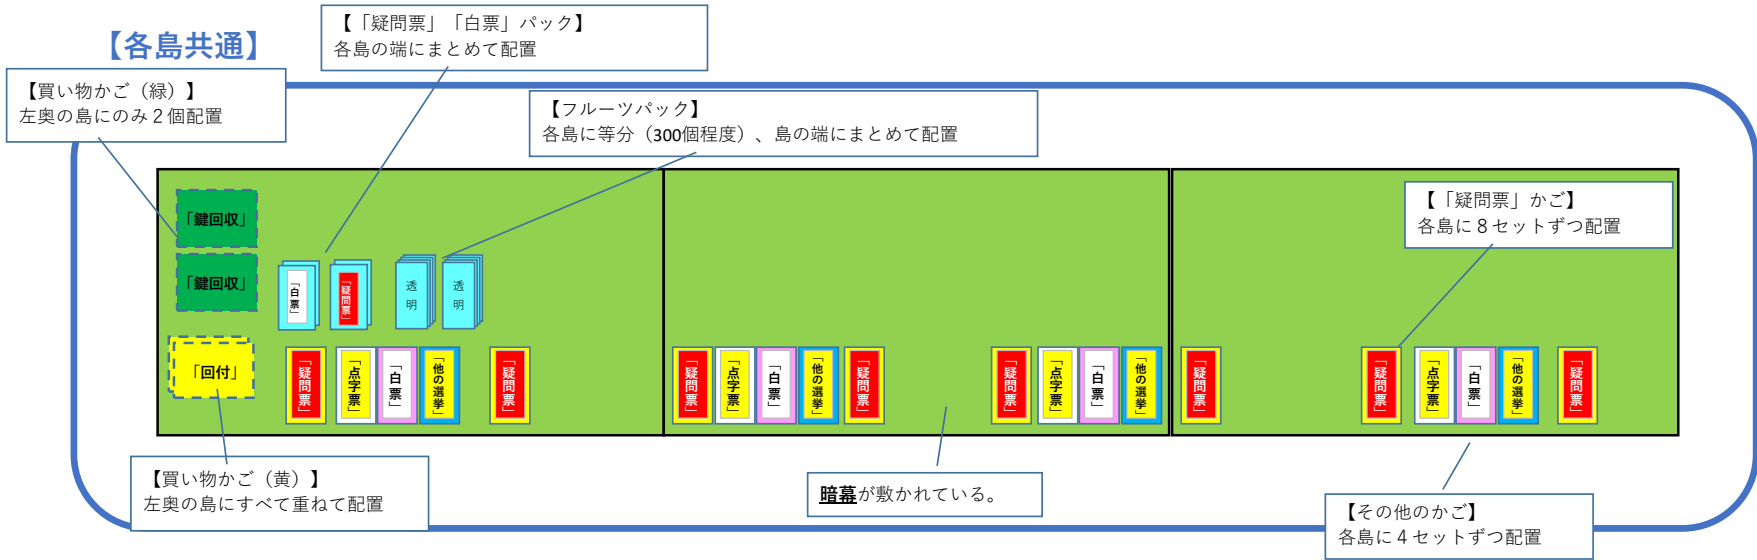 【各島共通】
【「疑問票」「白票」パック】
各島の端にまとめて配置
【買い物かご（緑）】
左奥の島にのみ２個配置
【フルーツパック】
各島に等分（300個程度）、島の端にまとめて配置
【「疑問票」かご】
各島に８セットずつ配置
「鍵回収」
「鍵回収」
「白票」
「疑問票」
透明
透明
「回付」
「疑問票」
「点字票」
「白票」
「他の選挙」
「疑問票」
「疑問票」
「点字票」
「白票」
「他の選挙」
「疑問票」
「疑問票」
「点字票」
「白票」
「他の選挙」
「疑問票」
「疑問票」
「点字票」
「白票」
「他の選挙」
「疑問票」
【買い物かご（黄）】
左奥の島にすべて重ねて配置
暗幕が敷かれている。
【その他のかご】
各島に４セットずつ配置